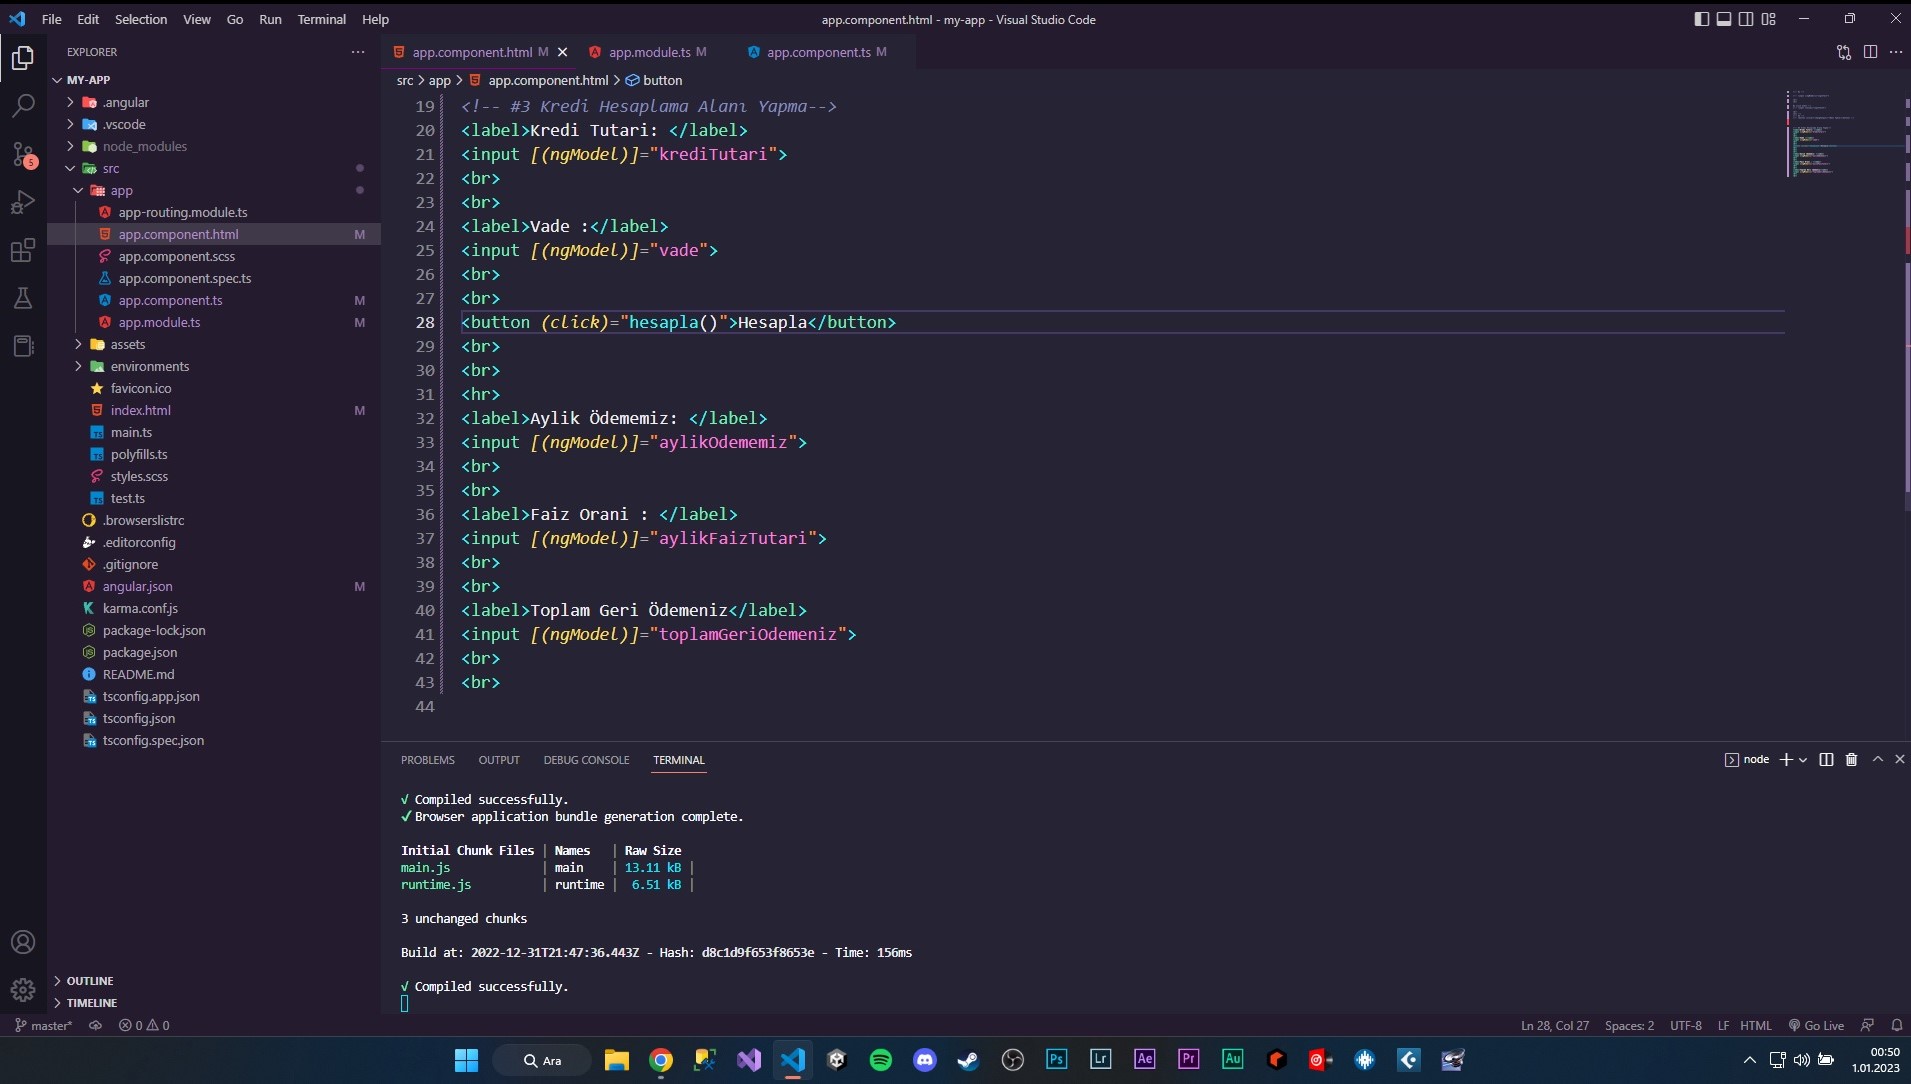 File Edit Selection View Go Run Terminal Help
app.component.html - my-app - Visual Studio Code
EXPLORER
MY-APP
.angular
.vscode
node_modules
src
app
app-routing.module.ts
app.component.html M
app.component.scss
app.component.spec.ts
app.component.ts M
app.module.ts M
assets
environments
favicon.ico
index.html M
main.ts
polyfills.ts
styles.scss
test.ts
.browserslistrc
.editorconfig
.gitignore
angular.json M
karma.conf.js
package-lock.json
package.json
README.md
tsconfig.app.json
tsconfig.json
tsconfig.spec.json
OUTLINE
TIMELINE
5
app.component.html M app.module.ts M app.component.ts M
src > app > app.component.html > button
19 <!-- #3 Kredi Hesaplama Alanı Yapma-->
20 <label>Kredi Tutari: </label>
21 <input [(ngModel)]="krediTutari">
22 <br>
23 <br>
24 <label>Vade :</label>
25 <input [(ngModel)]="vade">
26 <br>
27 <br>
28 <button (click)="hesapla()">Hesapla</button>
29 <br>
30 <br>
31 <hr>
32 <label>Aylik Ödememiz: </label>
33 <input [(ngModel)]="aylikOdememiz">
34 <br>
35 <br>
36 <label>Faiz Orani : </label>
37 <input [(ngModel)]="aylikFaizTutari">
38 <br>
39 <br>
40 <label>Toplam Geri Ödemeniz</label>
41 <input [(ngModel)]="toplamGeriOdemeniz">
42 <br>
43 <br>
44
PROBLEMS OUTPUT DEBUG CONSOLE TERMINAL
node
√ Compiled successfully.
✔ Browser application bundle generation complete.
Initial Chunk Files | Names | Raw Size
main.js | main | 13.11 kB |
runtime.js | runtime | 6.51 kB |
3 unchanged chunks
Build at: 2022-12-31T21:47:36.443Z - Hash: d8c1d9f653f8653e - Time: 156ms
√ Compiled successfully.
master* 0 0
Ln 28, Col 27 Spaces: 2 UTF-8 LF HTML Go Live
Ara
Ps Lr Ae Pr Au
00:50
1.01.2023